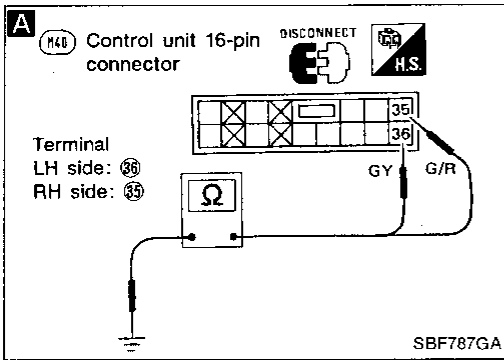 A
M40 Control unit 16-pin connector
DISCONNECT
H.S.
35
36
Terminal
LH side: 36
RH side: 35
GY
G/R
Ω
SBF787GA